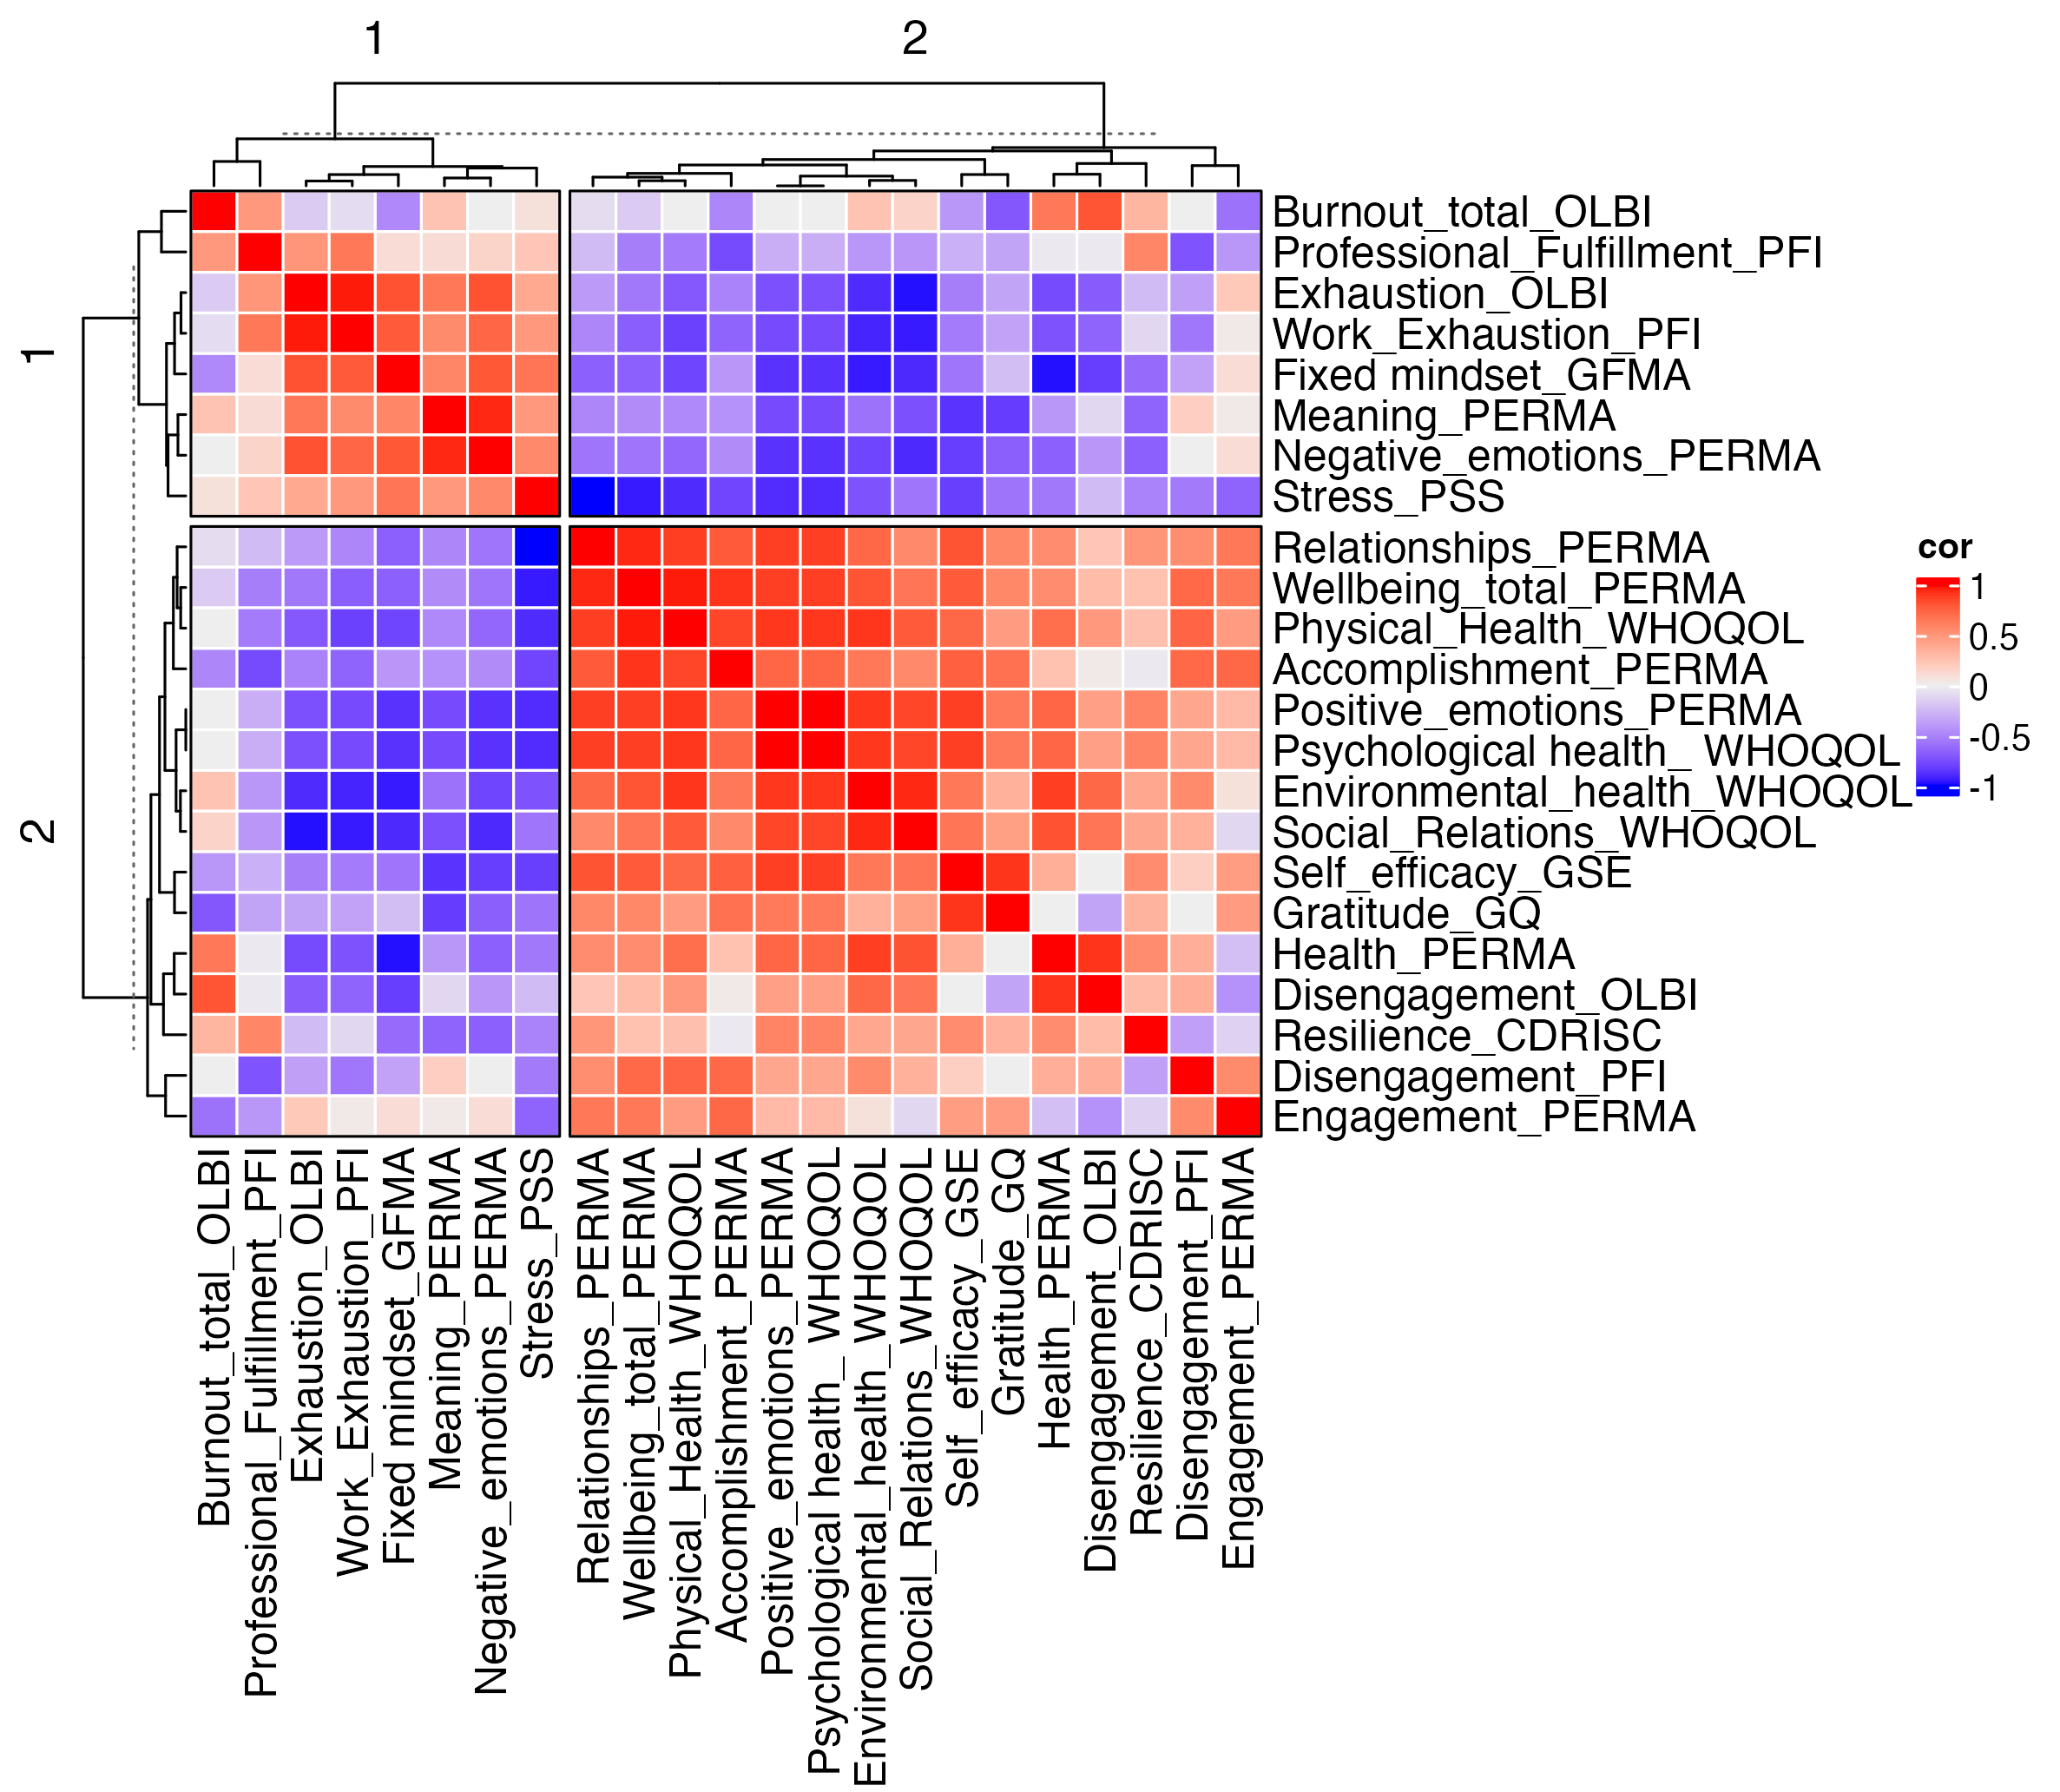 1
2
1
2
Burnout_total_OLBI
Professional_Fulfillment_PFI
Exhaustion_OLBI
Work_Exhaustion_PFI
Fixed mindset_GFMA
Meaning_PERMA
Negative_emotions_PERMA
Stress_PSS
Relationships_PERMA
Wellbeing_total_PERMA
Physical_Health_WHOQOL
Accomplishment_PERMA
Positive_emotions_PERMA
Psychological health_ WHOQOL
Environmental_health_WHOQOL
Social_Relations_WHOQOL
Self_efficacy_GSE
Gratitude_GQ
Health_PERMA
Disengagement_OLBI
Resilience_CDRISC
Disengagement_PFI
Engagement_PERMA
cor
1
0.5
0
-0.5
-1
Burnout_total_OLBI
Professional_Fulfillment_PFI
Exhaustion_OLBI
Work_Exhaustion_PFI
Fixed mindset_GFMA
Meaning_PERMA
Negative_emotions_PERMA
Stress_PSS
Relationships_PERMA
Wellbeing_total_PERMA
Physical_Health_WHOQOL
Accomplishment_PERMA
Positive_emotions_PERMA
Psychological health_ WHOQOL
Environmental_health_WHOQOL
Social_Relations_WHOQOL
Self_efficacy_GSE
Gratitude_GQ
Health_PERMA
Disengagement_OLBI
Resilience_CDRISC
Disengagement_PFI
Engagement_PERMA